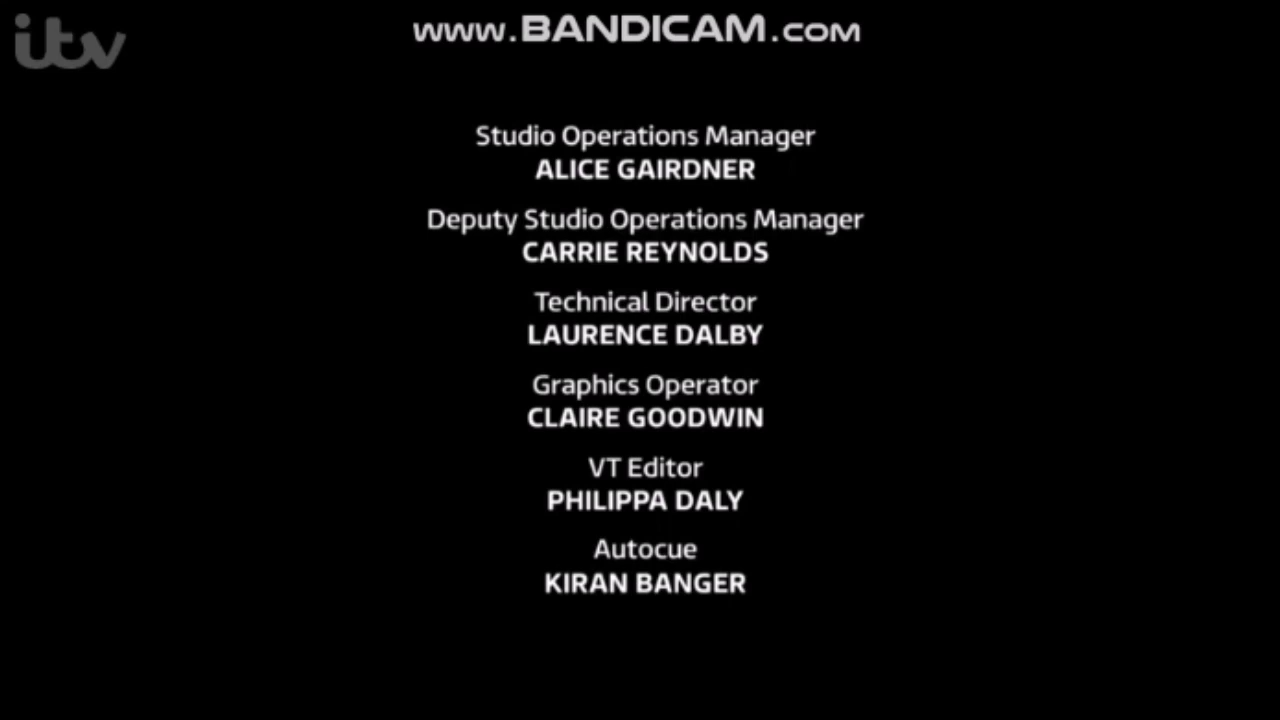 itv
www.BANDICAM.COM
Studio Operations Manager
ALICE GAIRDNER
Deputy Studio Operations Manager
CARRIE REYNOLDS
Technical Director
LAURENCE DALBY
Graphics Operator
CLAIRE GOODWIN
VT Editor
PHILIPPA DALY
Autocue
KIRAN BANGER